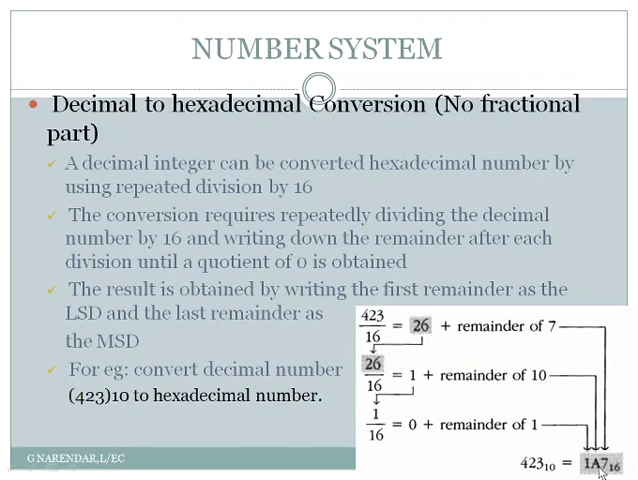 NUMBER SYSTEM
Decimal to hexadecimal Conversion (No fractional
part)
A decimal integer can be converted hexadecimal number by
using repeated division by 16
The conversion requires repeatedly dividing the decimal
number by 16 and writing down the remainder after each
division until a quotient of 0 is obtained
The result is obtained by writing the first remainder as the
LSD and the last remainder as
the MSD
For eg: convert decimal number
(423)10 to hexadecimal number.
423/16 = 26 + remainder of 7
26/16 = 1 + remainder of 10
1/16 = 0 + remainder of 1
423₁₀ = 1A7₁₆
G NARENDAR,L/EC